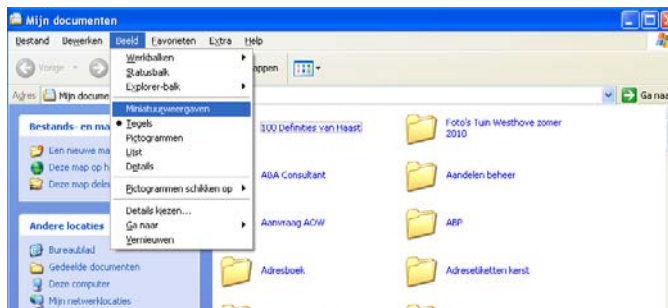 Mijn documenten
Bestand Bewerken Beeld Favorieten Extra Help
Vorige
Werkbalken
Statusbalk
Explorer-balk
Miniatuurweergaven
Tegels
Pictogrammen
Lijst
Details
Pictogrammen schikken op
Details kiezen...
Ga naar
Vernieuwen
appen
Adres Mijn docume
Ga naa
Bestands- en ma
Een nieuwe ma
Deze map op h
Deze map dele
Andere locaties
Bureaublad
Gedeelde documenten
Deze computer
Mijn netwerklocaties
100 Definities van Haast
Foto's Tuin Westhove zomer
2010
A&A Consultant
Aandelen beheer
Aanvraag AOW
ABP
Adresboek
Adresetiketten kerst